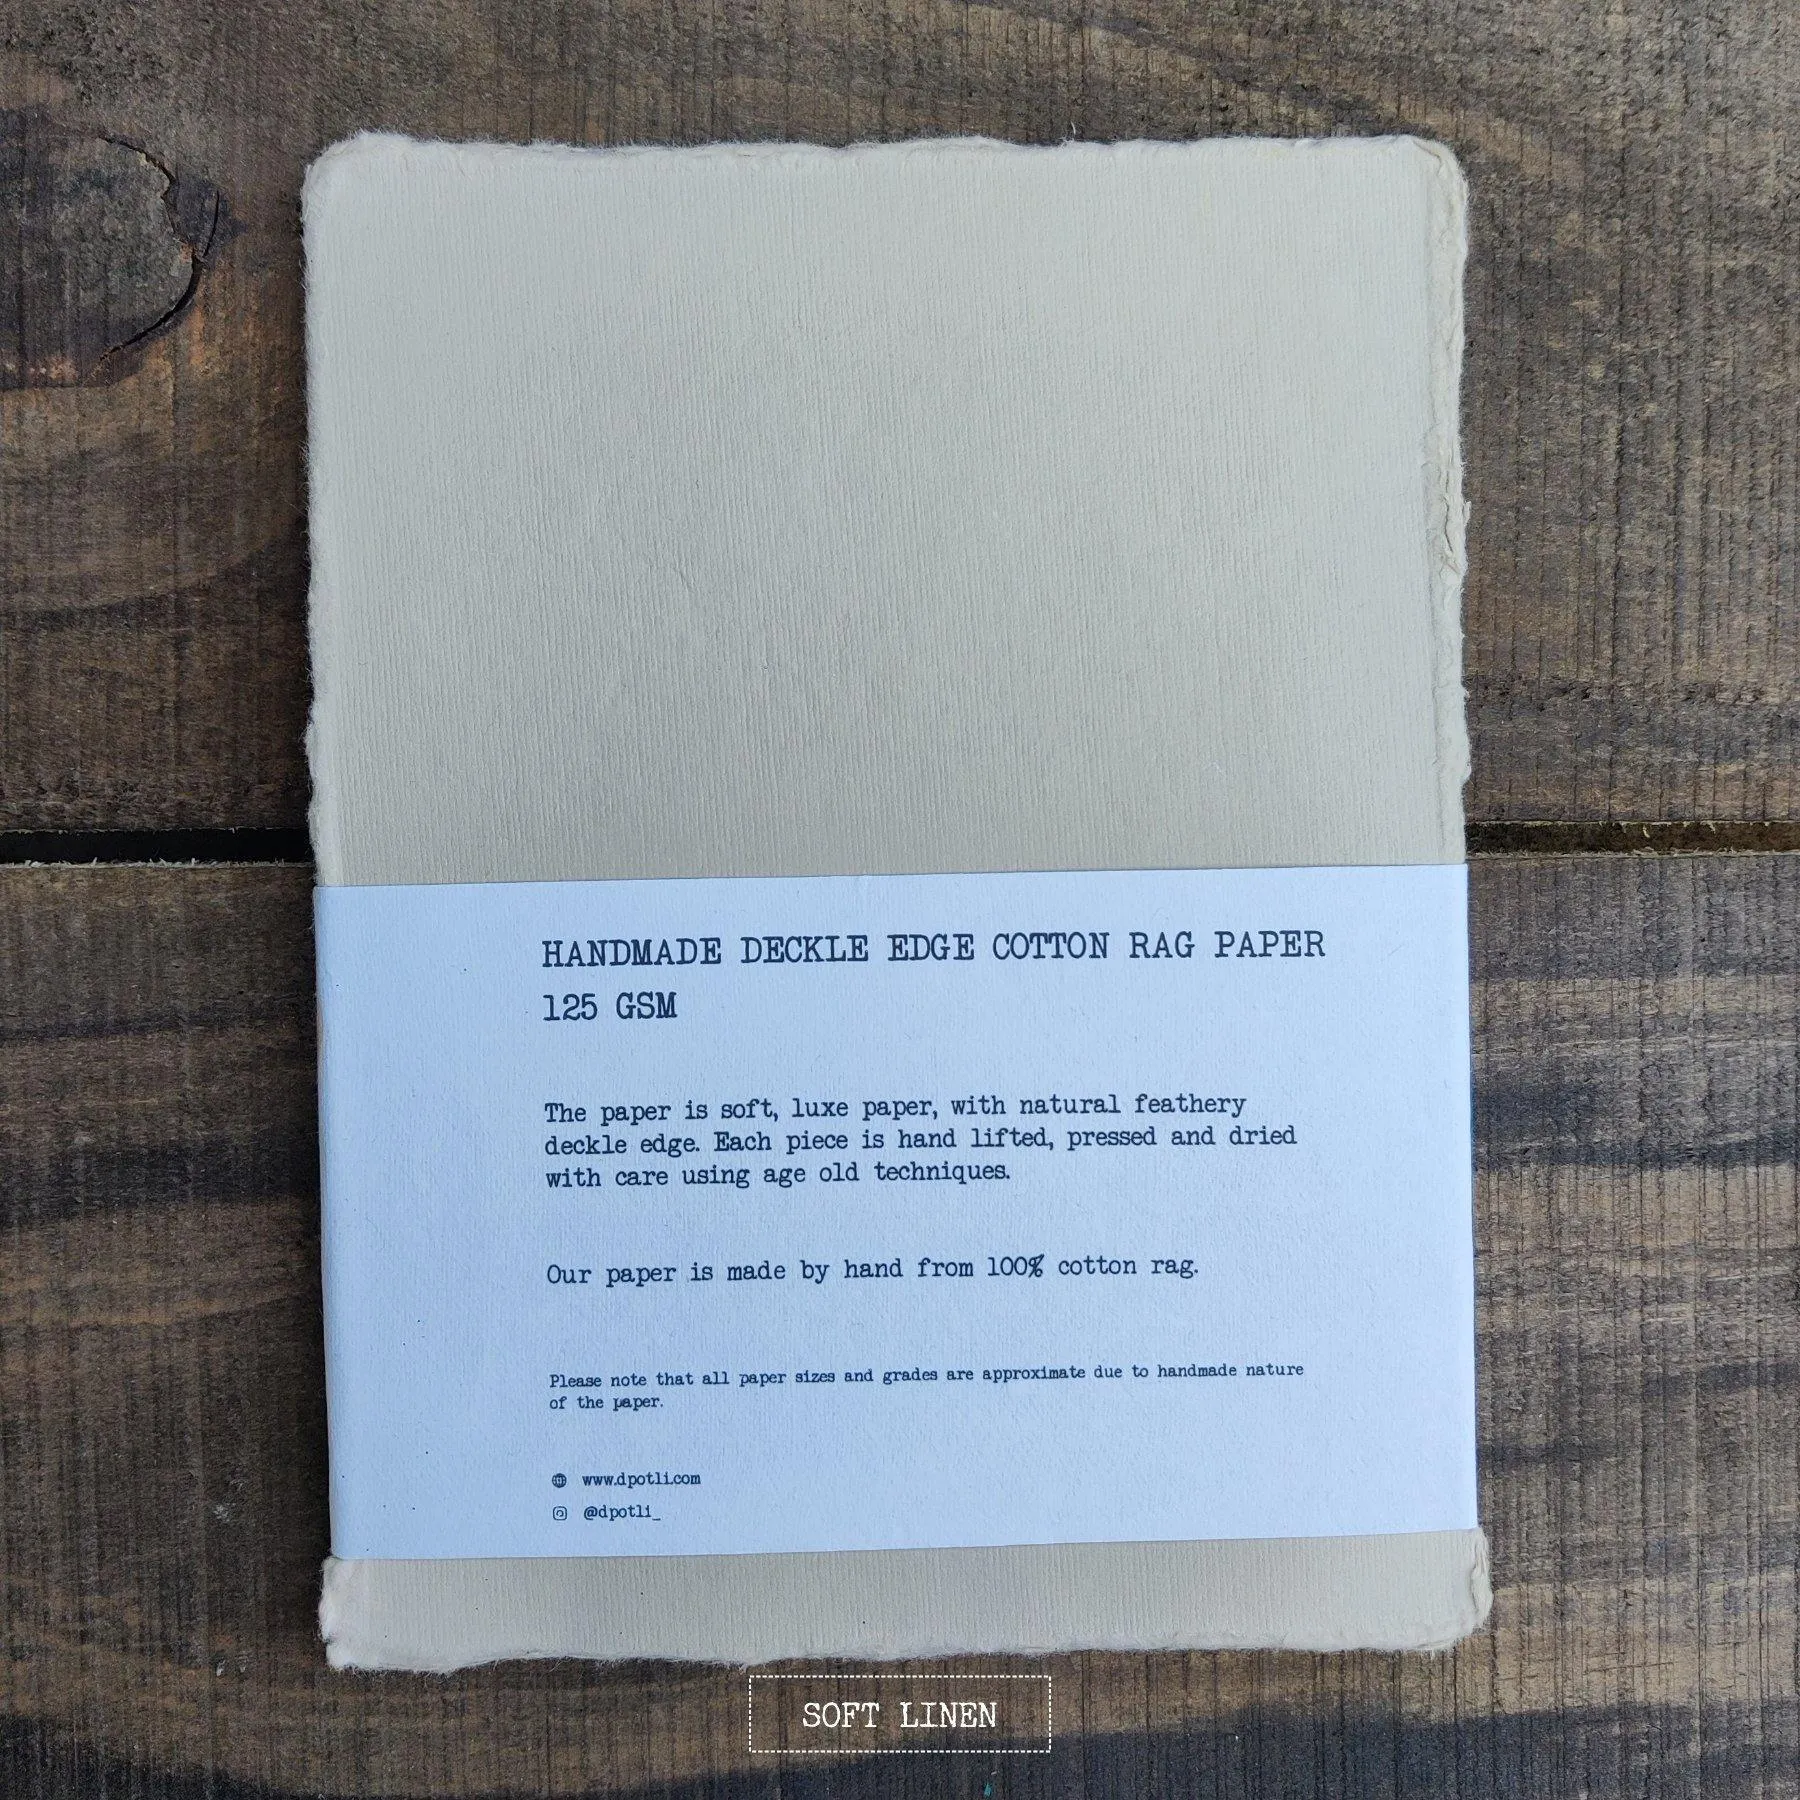 HANDMADE DECKLE EDGE COTTON RAG PAPER
125 GSM
The paper is soft, luxe paper, with natural feathery
deckle edge. Each piece is hand lifted, pressed and dried
with care using age old techniques.
Our paper is made by hand from 100% cotton rag.
Please note that all paper sizes and grades are approximate due to handmade nature
of the paper.
www.dpotli.com
@dpotli_
SOFT LINEN